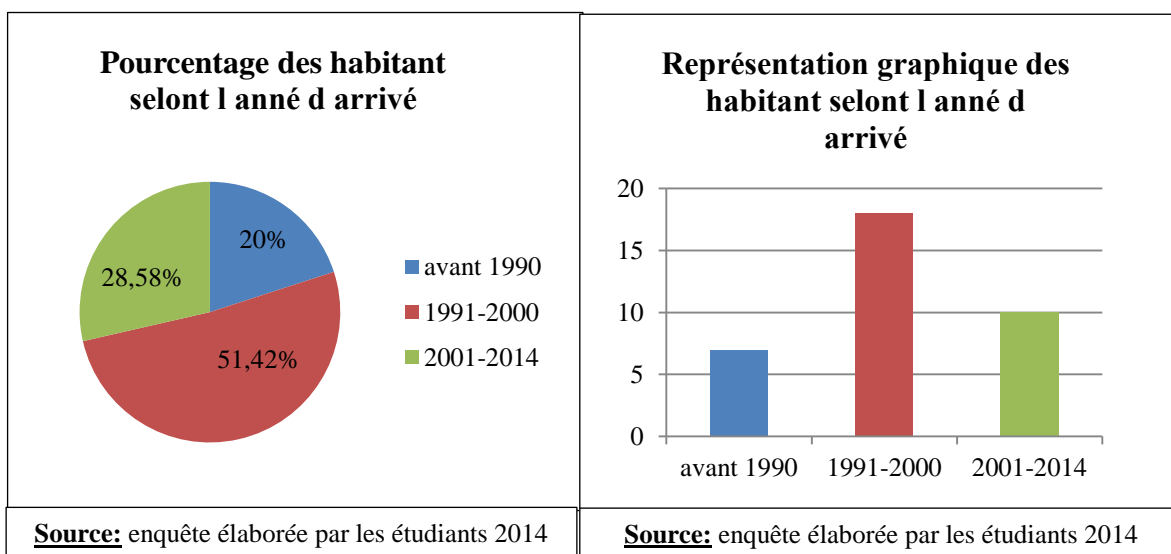 Pourcentage des habitant
selont l anné d arrivé
20%
28,58%
51,42%
avant 1990
1991-2000
2001-2014
Source: enquête élaborée par les étudiants 2014
Représentation graphique des
habitant selont l anné d
arrivé
20
15
10
5
0
avant 1990 1991-2000 2001-2014
Source: enquête élaborée par les étudiants 2014